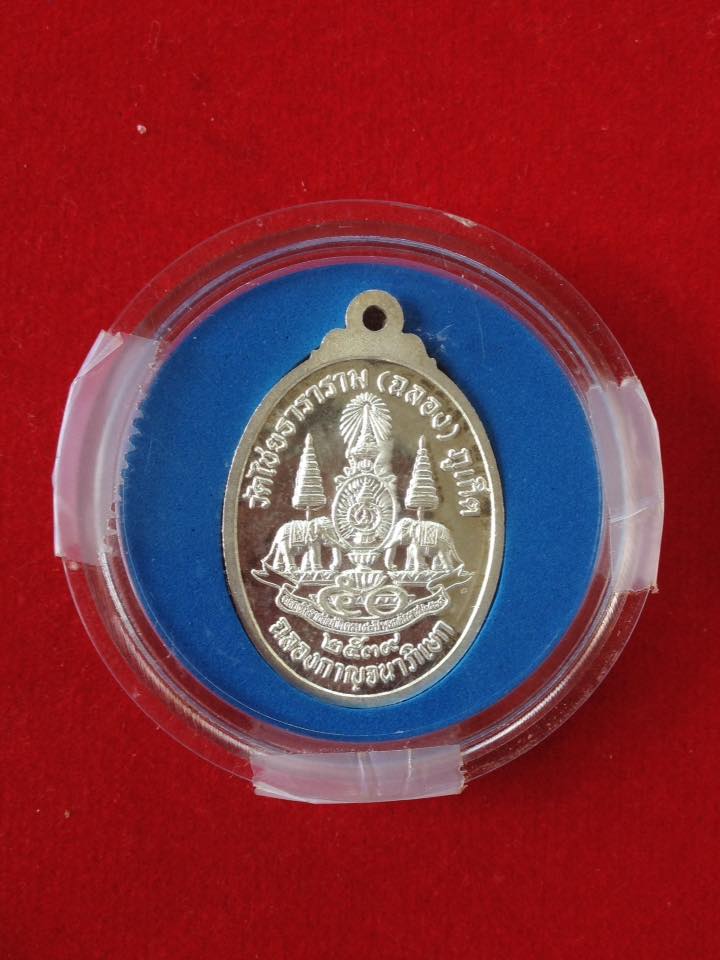 วัดไชยธาราราม (ฉลอง) ภูเก็ต
๕๐
๒๕๓๙
ฉลองกาญจนาภิเษก